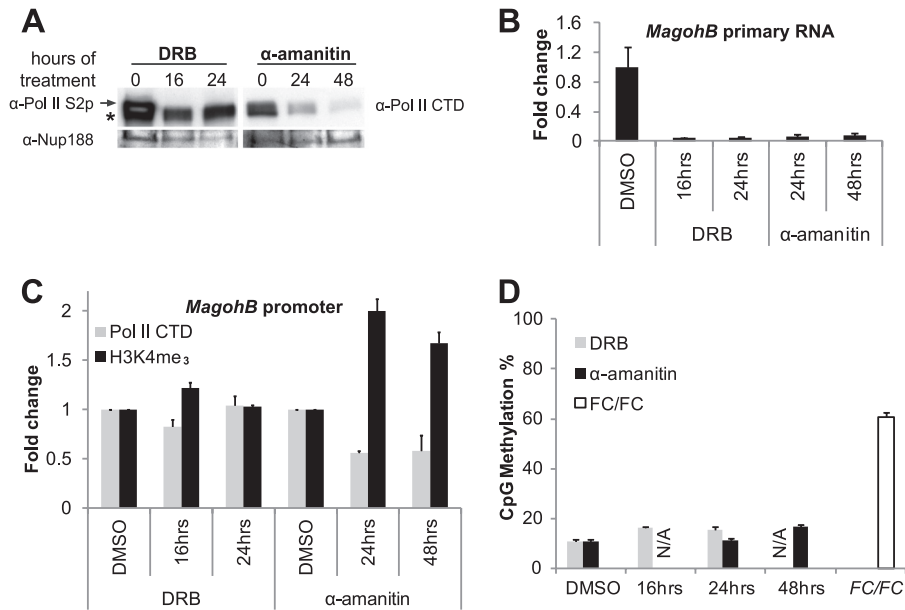 A
hours of treatment
DRB
α-amanitin
0 16 24 0 24 48
α-Pol II S2p
*
α-Pol II CTD
α-Nup188
B
MagohB primary RNA
Fold change
1.6
1.2
0.8
0.4
0
DMSO
16hrs
24hrs
24hrs
48hrs
DRB
α-amanitin
C
MagohB promoter
Pol II CTD
H3K4me₃
Fold change
2
1.5
1
0.5
0
DMSO
16hrs
24hrs
DMSO
24hrs
48hrs
DRB
α-amanitin
D
DRB
α-amanitin
FC/FC
CpG Methylation %
100
80
60
40
20
0
N/A
N/A
DMSO 16hrs 24hrs 48hrs FC/FC